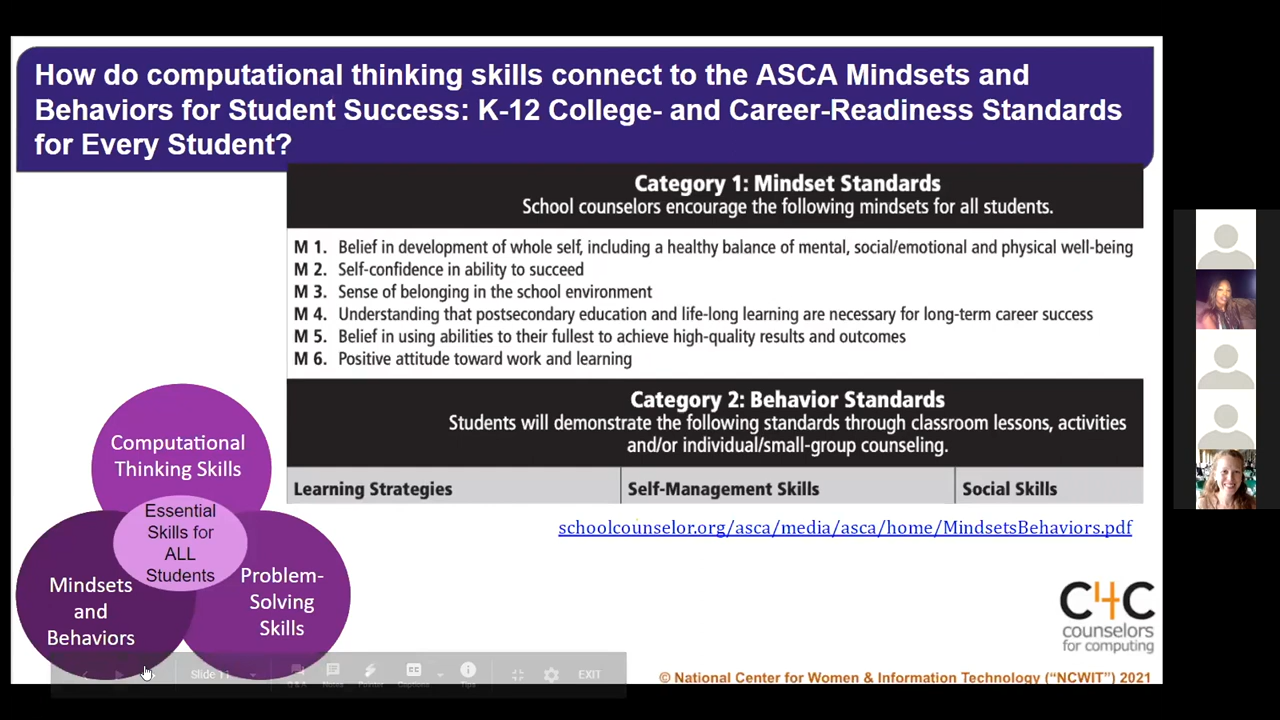 How do computational thinking skills connect to the ASCA Mindsets and
Behaviors for Student Success: K-12 College- and Career-Readiness Standards
for Every Student?
Category 1: Mindset Standards
School counselors encourage the following mindsets for all students.
M 1. Belief in development of whole self, including a healthy balance of mental, social/emotional and physical well-being
M 2. Self-confidence in ability to succeed
M 3. Sense of belonging in the school environment
M 4. Understanding that postsecondary education and life-long learning are necessary for long-term career success
M 5. Belief in using abilities to their fullest to achieve high-quality results and outcomes
M 6. Positive attitude toward work and learning
Category 2: Behavior Standards
Students will demonstrate the following standards through classroom lessons, activities
and/or individual/small-group counseling.
Learning Strategies Self-Management Skills Social Skills
schoolcounselor.org/asca/media/asca/home/MindsetsBehaviors.pdf
Computational
Thinking Skills
Essential
Skills for
ALL
Students
Mindsets
and
Behaviors
Problem-
Solving
Skills
C4C
counselors
for computing
Slide 11 Q & A Notes Pointer Captions Tips EXIT
© National Center for Women & Information Technology ("NCWIT") 2021